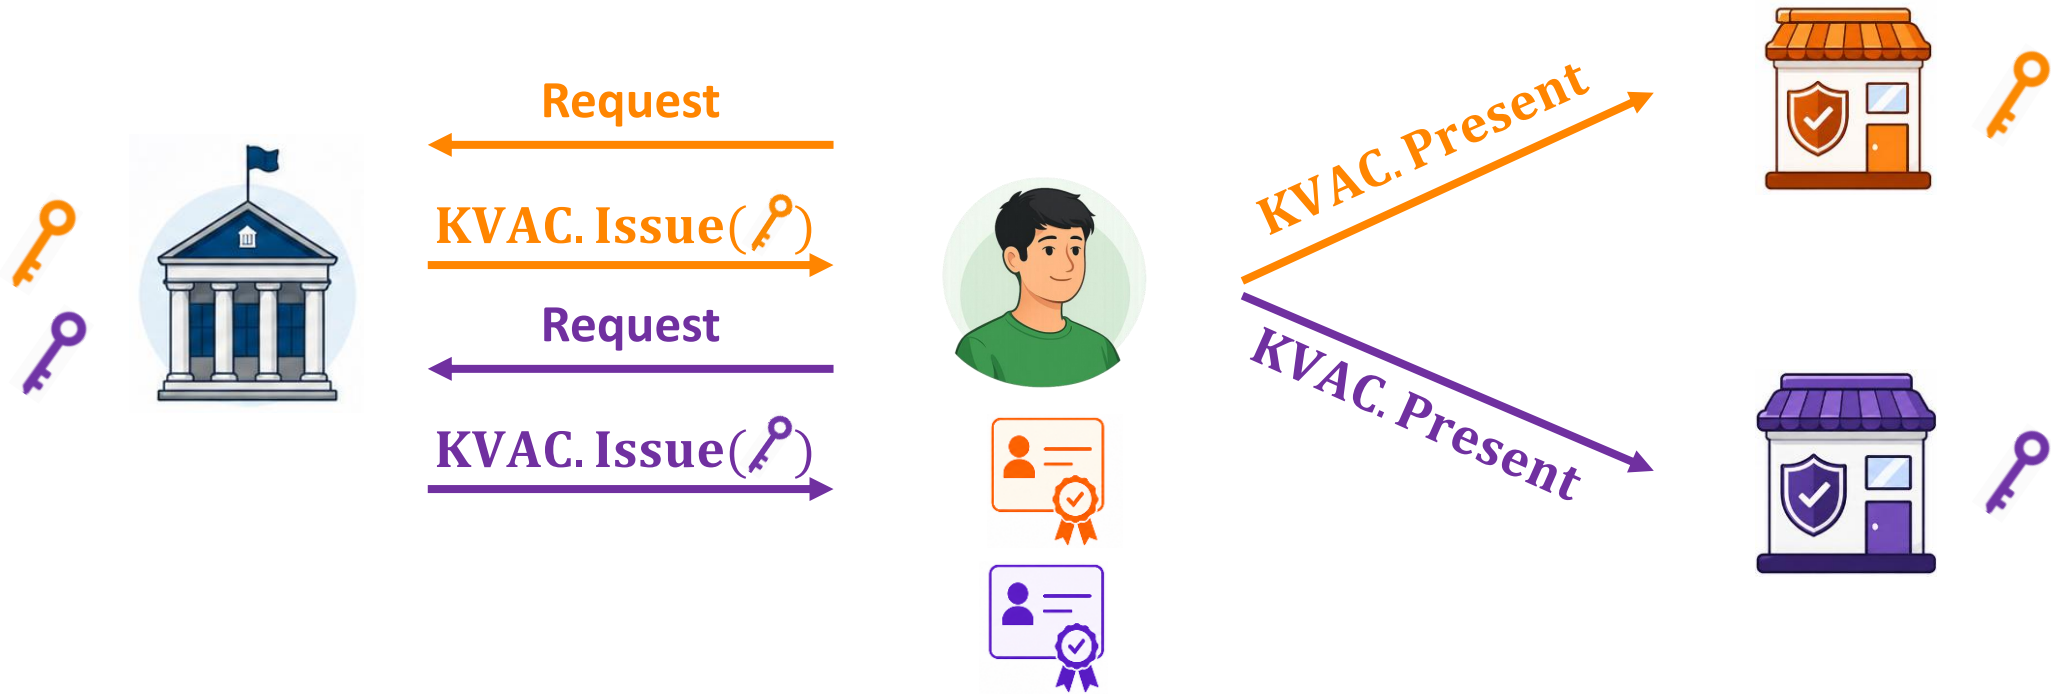 Request
KVAC. Issue( )
Request
KVAC. Issue( )
KVAC. Present
KVAC. Present